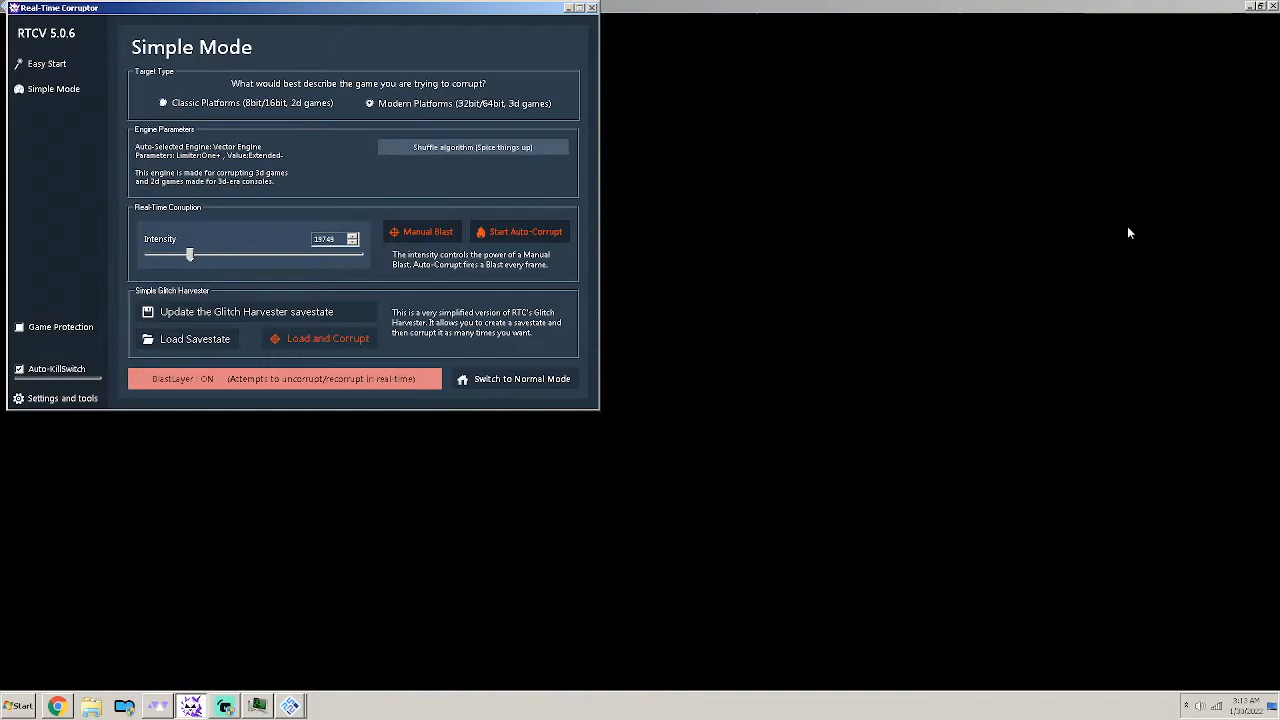 Real-Time Corruptor
RTCV 5.0.6
Easy Start
Simple Mode
Game Protection
Auto-KillSwitch
Settings and tools
Simple Mode
Target Type
What would best describe the game you are trying to corrupt?
Classic Platforms (8bit/16bit, 2d games)
Modern Platforms (32bit/64bit, 3d games)
Engine Parameters
Auto-Selected Engine: Vector Engine
Parameters: Limiter:One+ , Value:Extended-
This engine is made for corrupting 3d games
and 2d games made for 3d-era consoles.
Shuffle algorithm (Spice things up)
Real-Time Corruption
Intensity
19749
Manual Blast
Start Auto-Corrupt
The intensity controls the power of a Manual
Blast. Auto-Corrupt fires a Blast every frame.
Simple Glitch Harvester
Update the Glitch Harvester savestate
Load Savestate
Load and Corrupt
This is a very simplified version of RTC's Glitch
Harvester. It allows you to create a savestate and
then corrupt it as many times you want.
BlastLayer : ON (Attempts to uncorrupt/recorrupt in real-time)
Switch to Normal Mode
Start
3:13 AM
1/30/2022